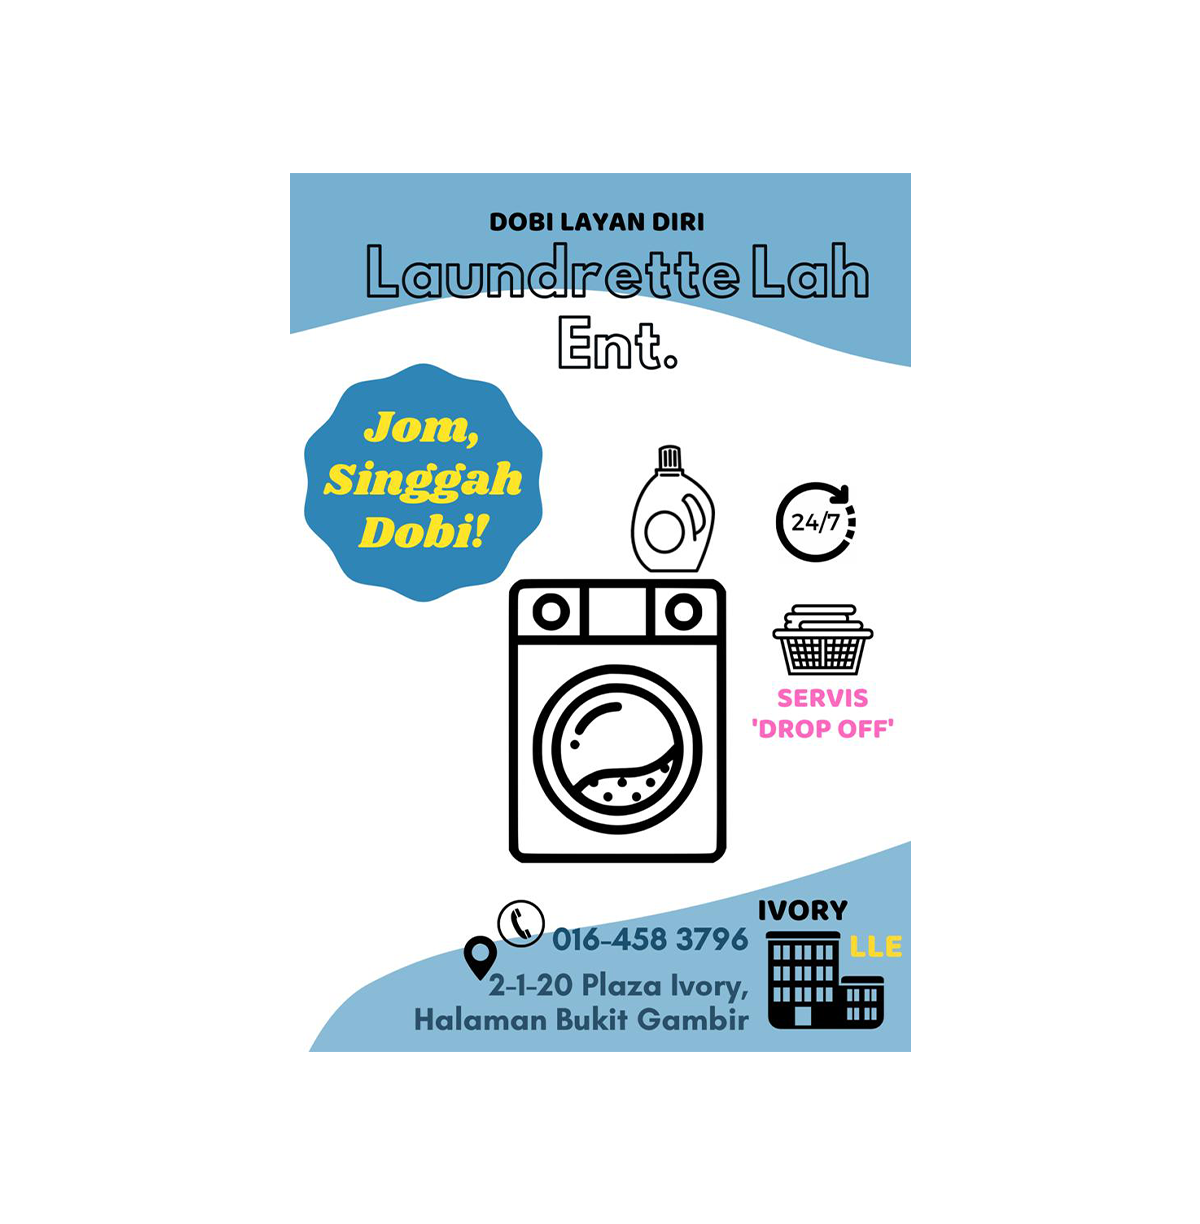 DOBI LAYAN DIRI
Laundrette Lah
Ent.
Jom,
Singgah
Dobi!
24/7
SERVIS
'DROP OFF'
IVORY
LLE
016-458 3796
2-1-20 Plaza Ivory,
Halaman Bukit Gambir